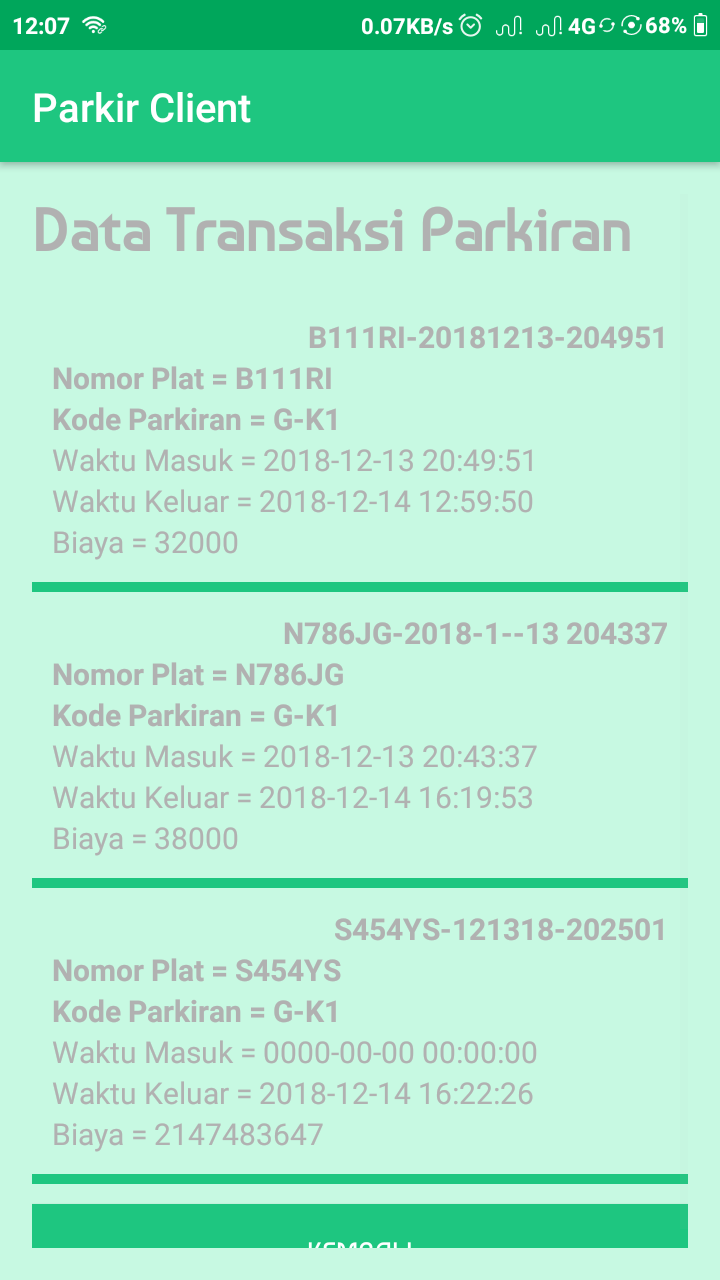 12:07 0.07KB/s 4G 68%
Parkir Client
Data Transaksi Parkiran
B111RI-20181213-204951
Nomor Plat = B111RI
Kode Parkiran = G-K1
Waktu Masuk = 2018-12-13 20:49:51
Waktu Keluar = 2018-12-14 12:59:50
Biaya = 32000
N786JG-2018-1--13 204337
Nomor Plat = N786JG
Kode Parkiran = G-K1
Waktu Masuk = 2018-12-13 20:43:37
Waktu Keluar = 2018-12-14 16:19:53
Biaya = 38000
S454YS-121318-202501
Nomor Plat = S454YS
Kode Parkiran = G-K1
Waktu Masuk = 0000-00-00 00:00:00
Waktu Keluar = 2018-12-14 16:22:26
Biaya = 2147483647